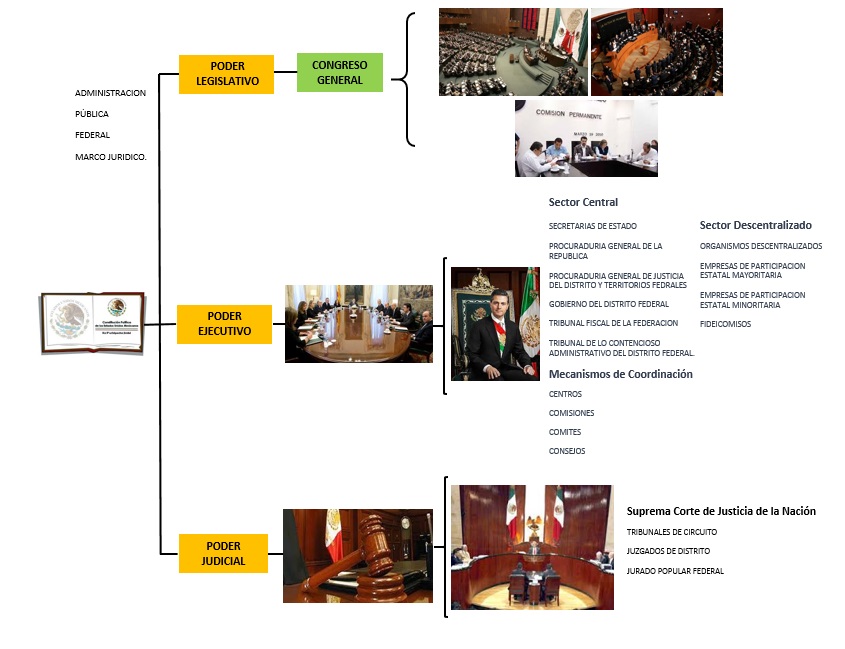 ADMINISTRACION
PÚBLICA
FEDERAL
MARCO JURIDICO.
PODER
LEGISLATIVO
CONGRESO
GENERAL
COMISION PERMANENTE
PODER
EJECUTIVO
Sector Central
SECRETARIAS DE ESTADO
PROCURADURIA GENERAL DE LA
REPUBLICA
PROCURADURIA GENERAL DE JUSTICIA
DEL DISTRITO Y TERRITORIOS FEDRALES
GOBIERNO DEL DISTRITO FEDERAL
TRIBUNAL FISCAL DE LA FEDERACION
TRIBUNAL DE LO CONTENCIOSO
ADMINISTRATIVO DEL DISTRITO FEDERAL.
Mecanismos de Coordinación
CENTROS
COMISIONES
COMITES
CONSEJOS
Sector Descentralizado
ORGANISMOS DESCENTRALIZADOS
EMPRESAS DE PARTICIPACION
ESTATAL MAYORITARIA
EMPRESAS DE PARTICIPACION
ESTATAL MINORITARIA
FIDEICOMISOS
PODER
JUDICIAL
Suprema Corte de Justicia de la Nación
TRIBUNALES DE CIRCUITO
JUZGADOS DE DISTRITO
JURADO POPULAR FEDERAL